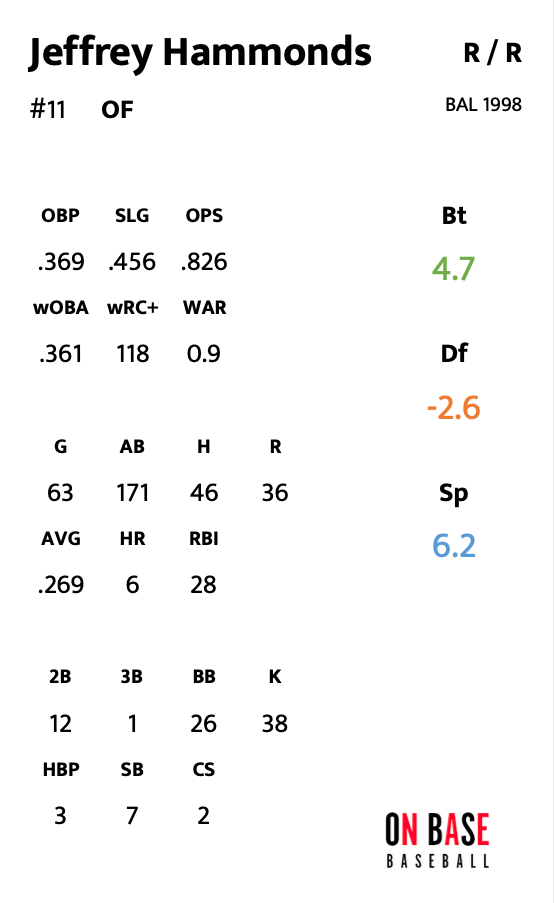 Jeffrey Hammonds R / R
#11 OF BAL 1998
OBP SLG OPS Bt
.369 .456 .826 4.7
wOBA wRC+ WAR
.361 118 0.9 Df
-2.6
G AB H R
63 171 46 36 Sp
AVG HR RBI 6.2
.269 6 28
2B 3B BB K
12 1 26 38
HBP SB CS
3 7 2
ON BASE
BASEBALL